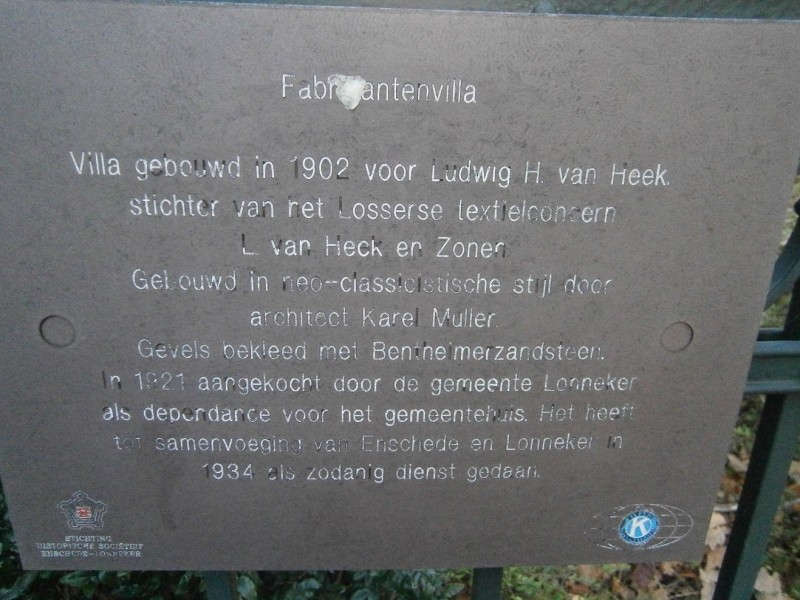 Fabrikantenvilla
Villa gebouwd in 1902 voor Ludwig H. van Heek,
stichter van het Losserse textielconcern
L. van Heek en Zonen
Gebouwd in neo-classicistische stijl door
architect Karel Muller.
Gevels bekleed met Bentheimerzandsteen.
In 1921 aangekocht door de gemeente Lonneker
als dependance voor het gemeentehuis. Het heeft
tot samenvoeging van Enschede en Lonneker in
1934 als zodanig dienst gedaan.
STICHTING
HISTORISCHE SOCIËTEIT
ENSCHEDE-LONNEKER
K